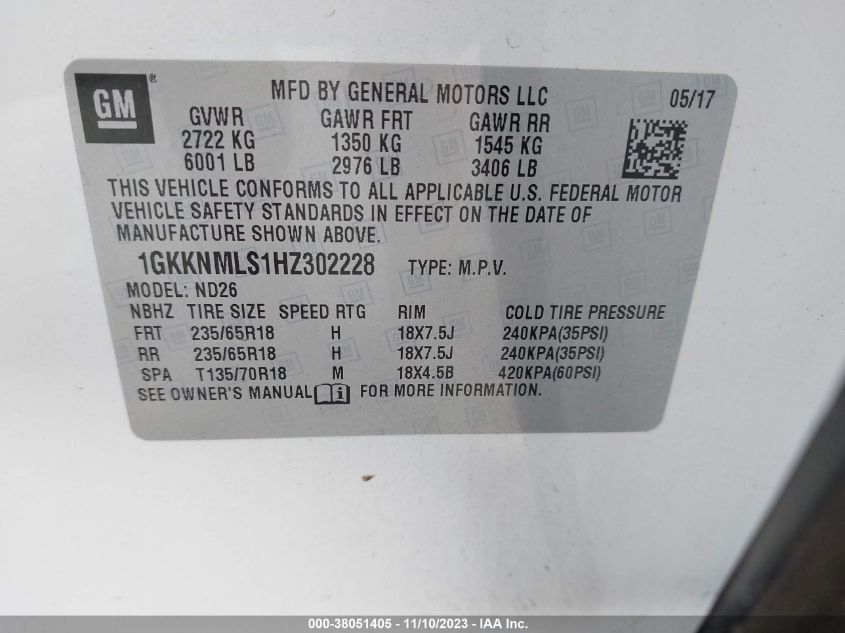 GM
®
MFD BY GENERAL MOTORS LLC 05/17
GVWR GAWR FRT GAWR RR
2722 KG 1350 KG 1545 KG
6001 LB 2976 LB 3406 LB
THIS VEHICLE CONFORMS TO ALL APPLICABLE U.S. FEDERAL MOTOR
VEHICLE SAFETY STANDARDS IN EFFECT ON THE DATE OF
MANUFACTURE SHOWN ABOVE.
1GKKNMLS1HZ302228 TYPE: M.P.V.
MODEL: ND26
NBHZ TIRE SIZE SPEED RTG RIM COLD TIRE PRESSURE
FRT 235/65R18 H 18X7.5J 240KPA(35PSI)
RR 235/65R18 H 18X7.5J 240KPA(35PSI)
SPA T135/70R18 M 18X4.5B 420KPA(60PSI)
SEE OWNER'S MANUAL i FOR MORE INFORMATION.
000-38051405 - 11/10/2023 - IAA Inc.